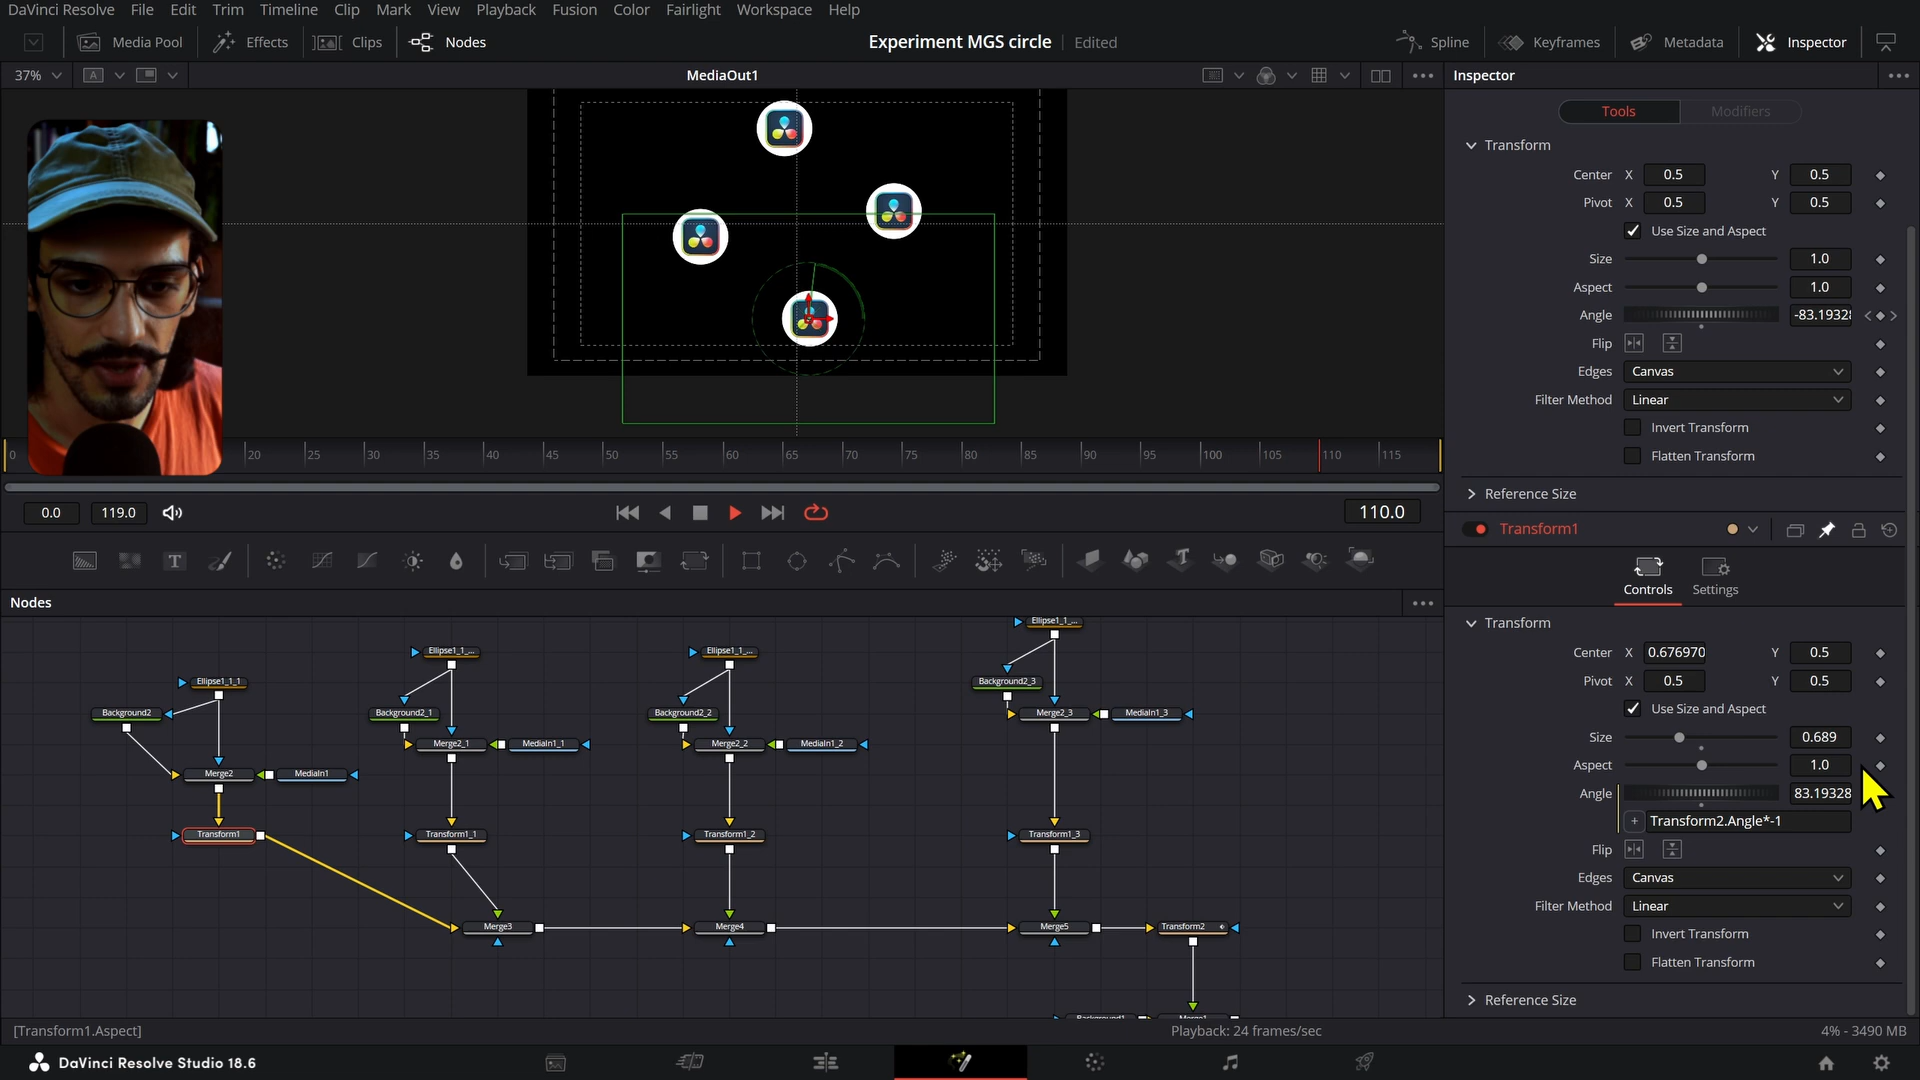 DaVinci Resolve File Edit Trim Timeline Clip Mark View Playback Fusion Color Fairlight Workspace Help
Media Pool Effects Clips Nodes Experiment MGS circle Edited Spline Keyframes Metadata Inspector
37% A MediaOut1 Inspector
Tools Modifiers
Transform
Center X 0.5 Y 0.5
Pivot X 0.5 Y 0.5
Use Size and Aspect
Size 1.0
Aspect 1.0
Angle -83.1932
Flip
Edges Canvas
Filter Method Linear
Invert Transform
Flatten Transform
Reference Size
0 20 25 30 35 40 45 50 55 60 65 70 75 80 85 90 95 100 105 110 115
0.0 119.0 110.0
Transform1
Controls Settings
Transform
Center X 0.676970 Y 0.5
Pivot X 0.5 Y 0.5
Use Size and Aspect
Size 0.689
Aspect 1.0
Angle 83.19328
+ Transform2.Angle*-1
Flip
Edges Canvas
Filter Method Linear
Invert Transform
Flatten Transform
Reference Size
T T
Nodes
Ellipse1_1_...
Ellipse1_1_... Ellipse1_1_...
Ellipse1_1_1 Background2_3
Background2 Background2_1 Background2_2 Merge2_3 MediaIn1_3
Merge2_1 MediaIn1_1 Merge2_2 MediaIn1_2
Merge2 MediaIn1
Transform1 Transform1_1 Transform1_2 Transform1_3
Merge3 Merge4 Merge5 Transform2
Background1 Merge1
[Transform1.Aspect] Playback: 24 frames/sec 4% - 3490 MB
DaVinci Resolve Studio 18.6